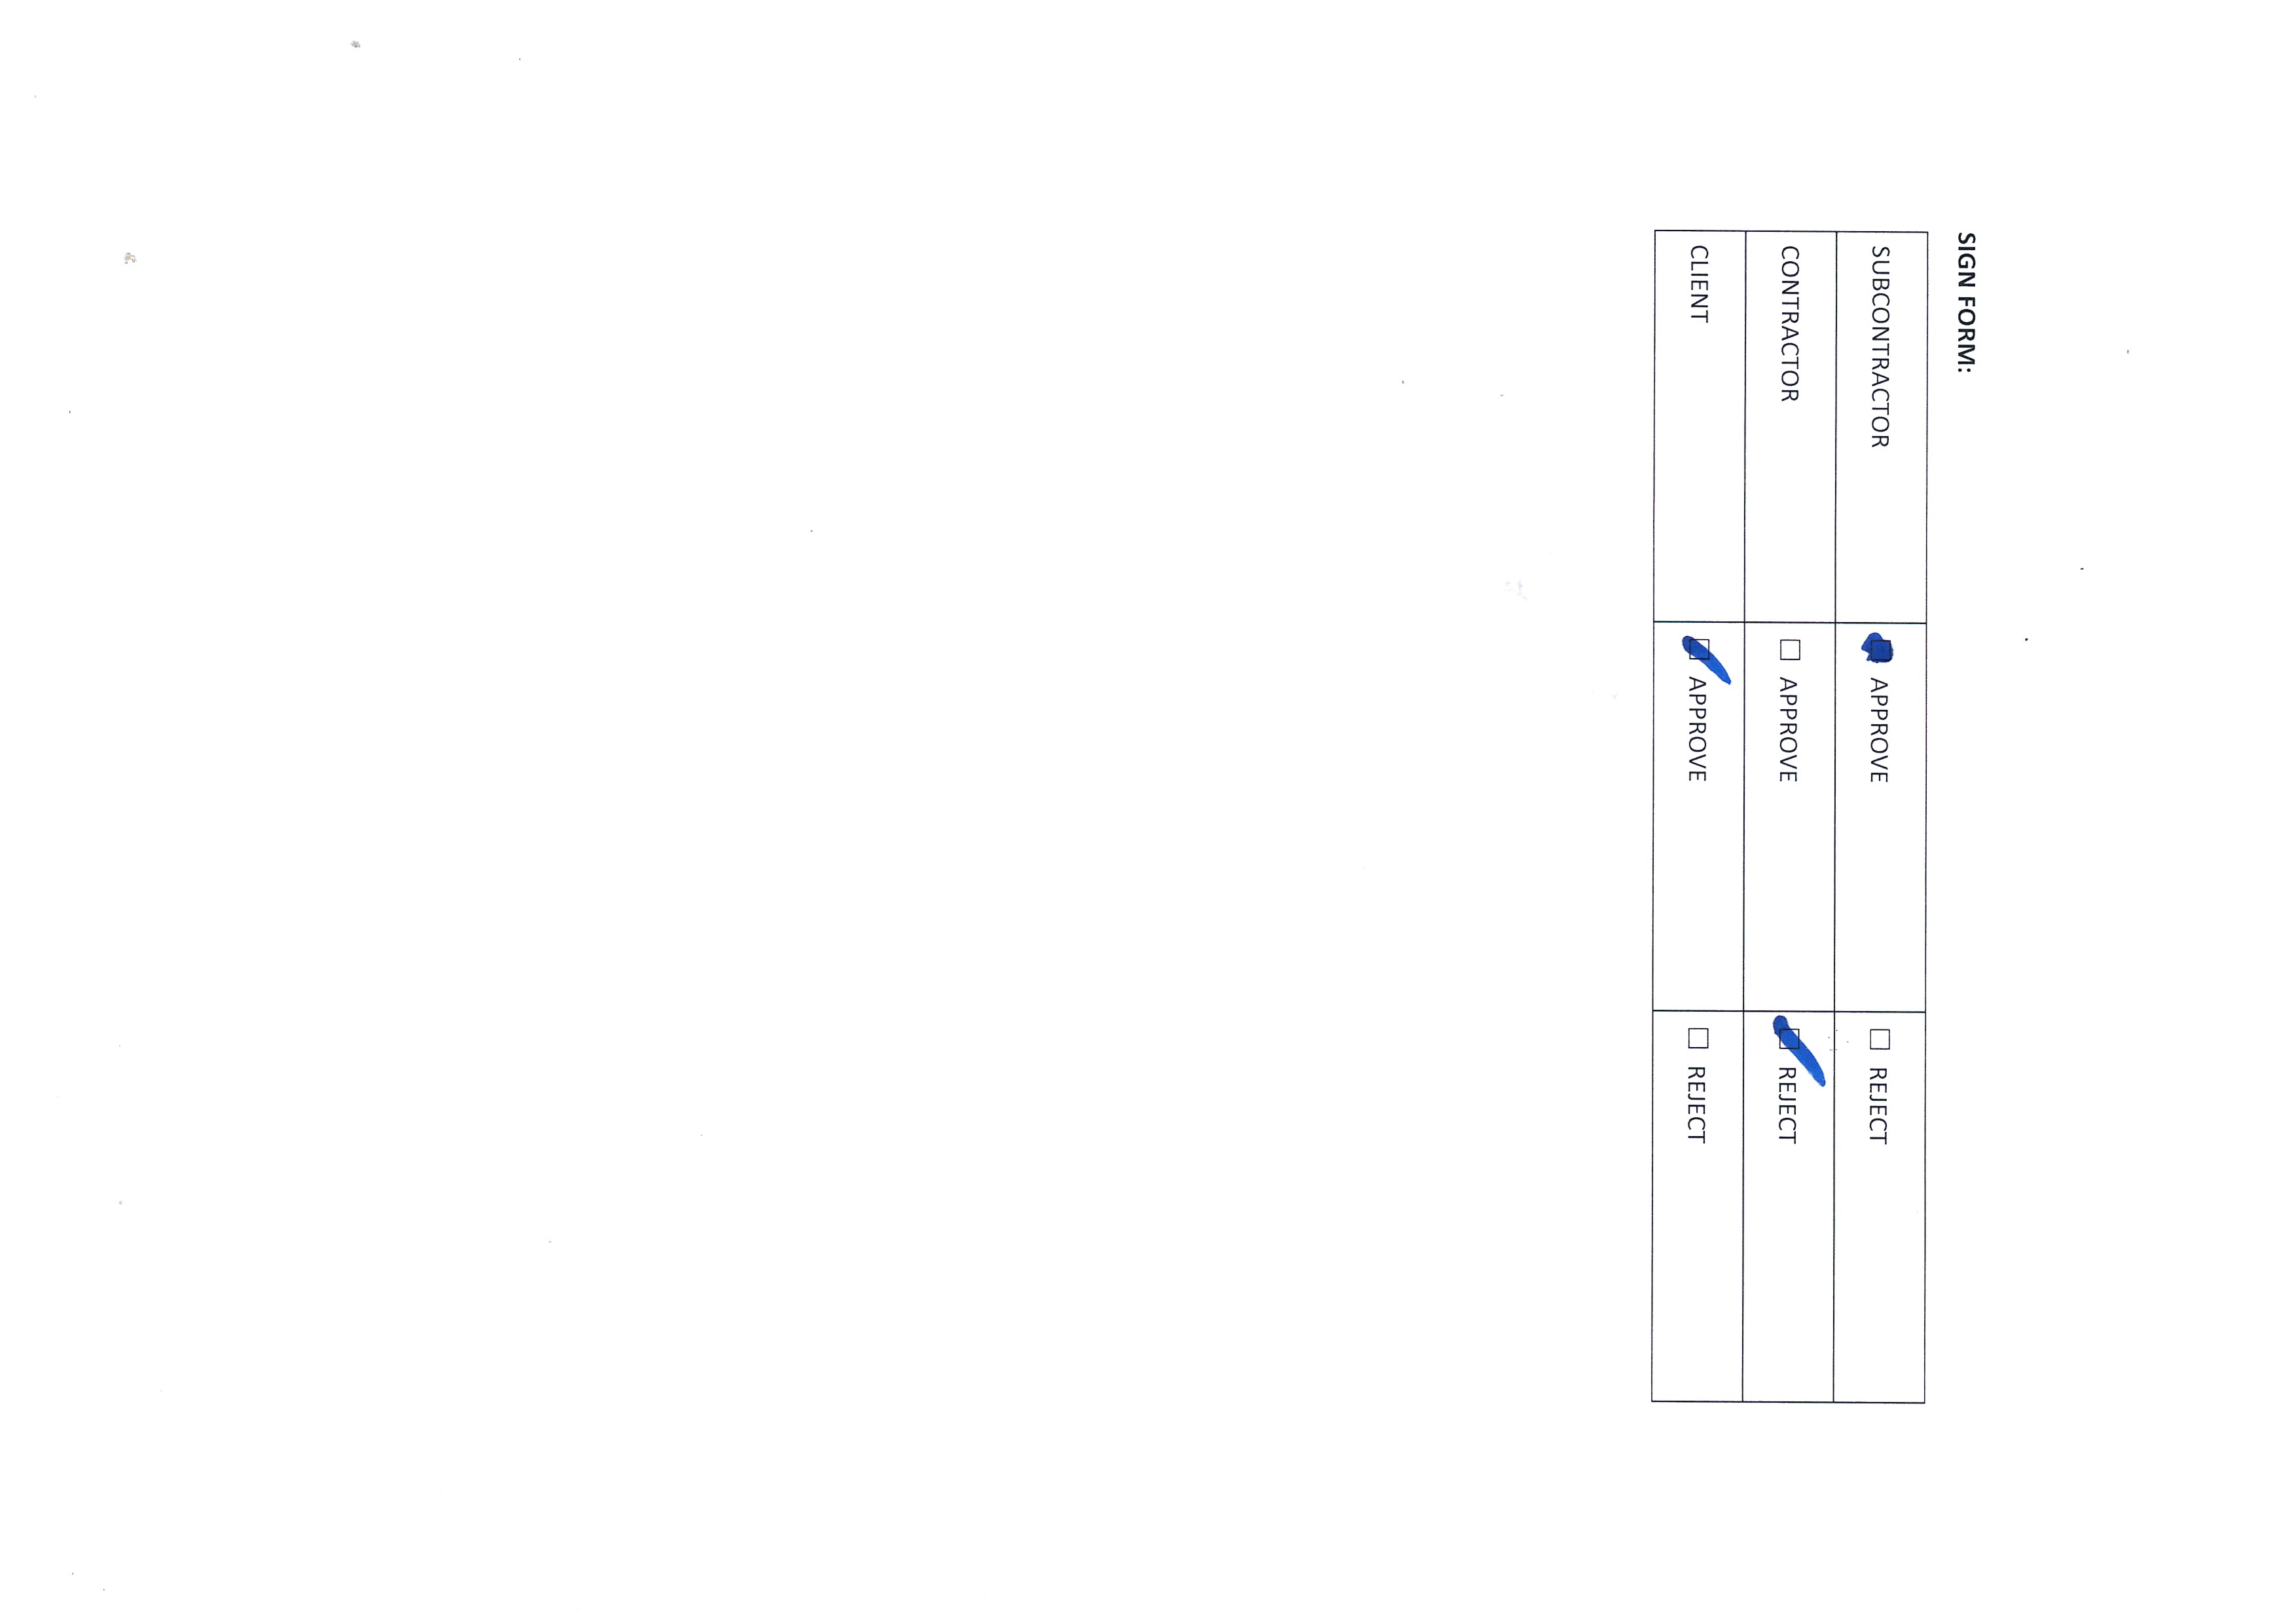 SIGN FORM:
SUBCONTRACTOR ☒ APPROVE ☐ REJECT
CONTRACTOR ☐ APPROVE ☒ REJECT
CLIENT ☒ APPROVE ☐ REJECT